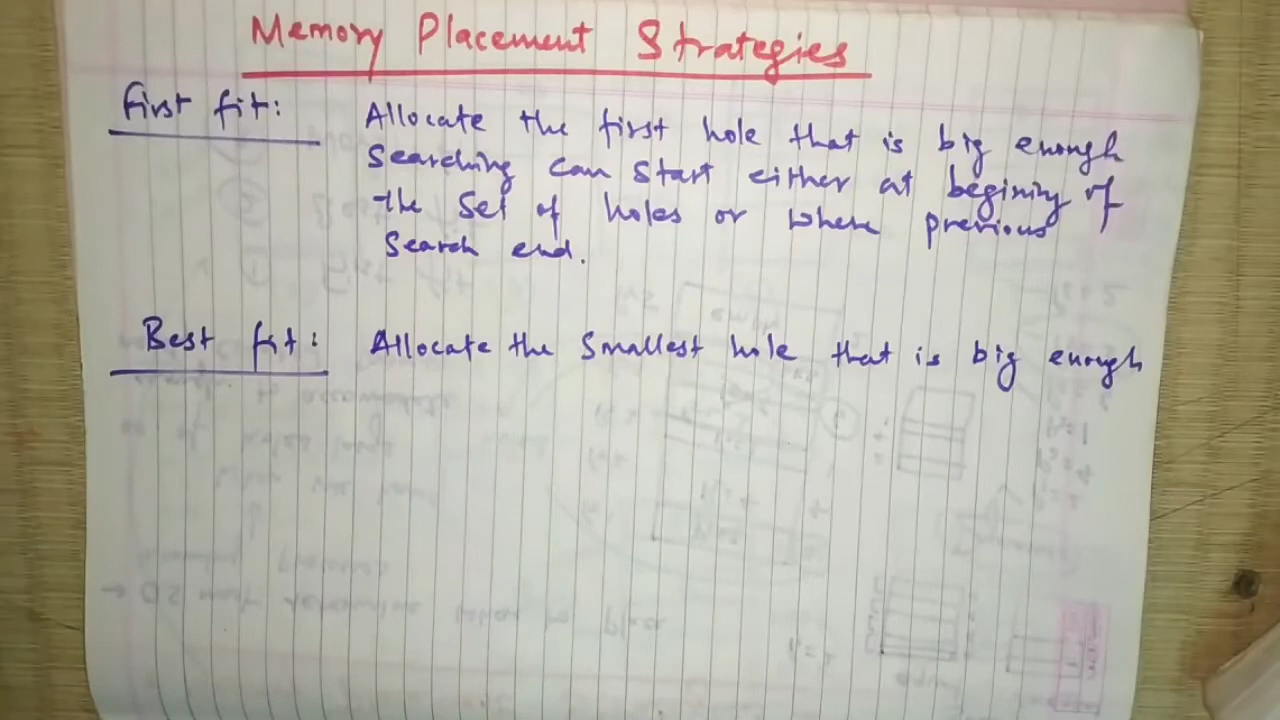 Memory Placement Strategies
First fit: Allocate the first hole that is big enough
searching can start either at begining of
the set of holes or where previous
search end.
Best fit: Allocate the smallest hole that is big enough